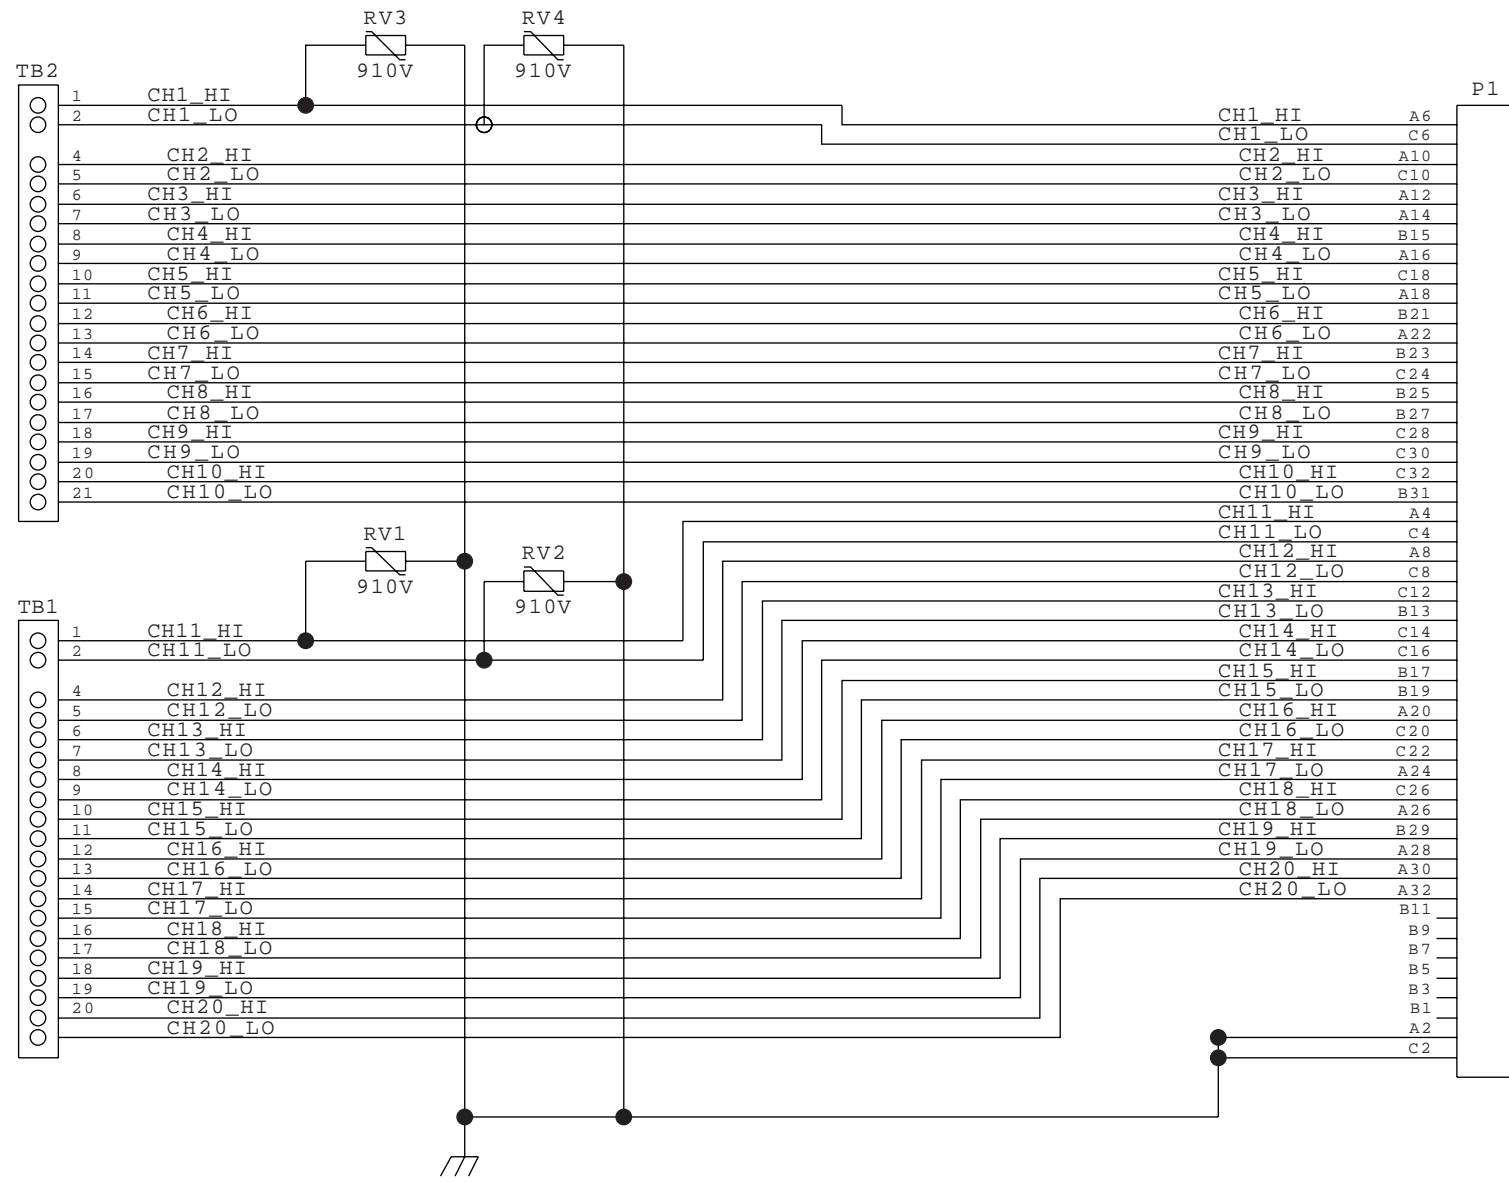 RV3 RV4
910V 910V
TB2
P1
1 CH1_HI CH1_HI A6
2 CH1_LO CH1_LO C6
4 CH2_HI CH2_HI A10
5 CH2_LO CH2_LO C10
6 CH3_HI CH3_HI A12
7 CH3_LO CH3_LO A14
8 CH4_HI CH4_HI B15
9 CH4_LO CH4_LO A16
10 CH5_HI CH5_HI C18
11 CH5_LO CH5_LO A18
12 CH6_HI CH6_HI B21
13 CH6_LO CH6_LO A22
14 CH7_HI CH7_HI B23
15 CH7_LO CH7_LO C24
16 CH8_HI CH8_HI B25
17 CH8_LO CH8_LO B27
18 CH9_HI CH9_HI C28
19 CH9_LO CH9_LO C30
20 CH10_HI CH10_HI C32
21 CH10_LO CH10_LO B31
CH11_HI A4
CH11_LO C4
CH12_HI A8
CH12_LO C8
CH13_HI C12
CH13_LO B13
CH14_HI C14
CH14_LO C16
CH15_HI B17
CH15_LO B19
CH16_HI A20
CH16_LO C20
CH17_HI C22
CH17_LO A24
CH18_HI C26
CH18_LO A26
CH19_HI B29
CH19_LO A28
CH20_HI A30
CH20_LO A32
B11
B9
B7
B5
B3
B1
A2
C2
RV1 RV2
910V 910V
TB1
1 CH11_HI
2 CH11_LO
4 CH12_HI
5 CH12_LO
6 CH13_HI
7 CH13_LO
8 CH14_HI
9 CH14_LO
10 CH15_HI
11 CH15_LO
12 CH16_HI
13 CH16_LO
14 CH17_HI
15 CH17_LO
16 CH18_HI
17 CH18_LO
18 CH19_HI
19 CH19_LO
20 CH20_HI
CH20_LO